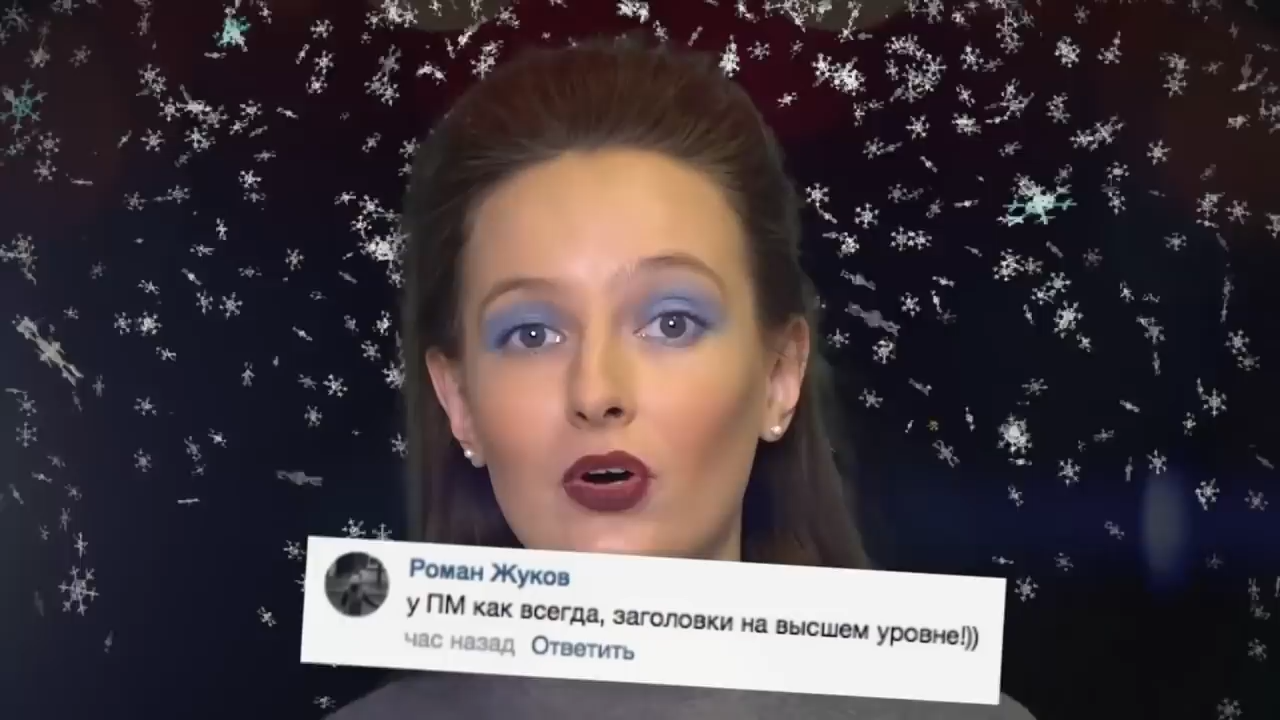 Роман Жуков
у ПМ как всегда, заголовки на высшем уровне!))
час назад Ответить